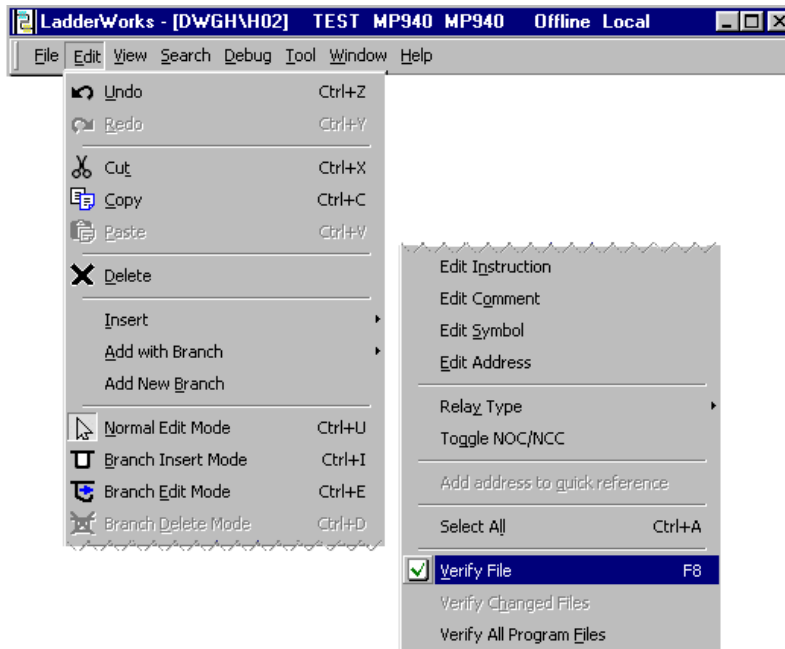 LadderWorks - [DWGH\H02] TEST MP940 MP940 Offline Local
File Edit View Search Debug Tool Window Help
Undo Ctrl+Z
Redo Ctrl+Y
Cut Ctrl+X
Copy Ctrl+C
Paste Ctrl+V
Delete
Insert
Add with Branch
Add New Branch
Normal Edit Mode Ctrl+U
Branch Insert Mode Ctrl+I
Branch Edit Mode Ctrl+E
Branch Delete Mode Ctrl+D
Edit Instruction
Edit Comment
Edit Symbol
Edit Address
Relay Type
Toggle NOC/NCC
Add address to quick reference
Select All Ctrl+A
Verify File F8
Verify Changed Files
Verify All Program Files